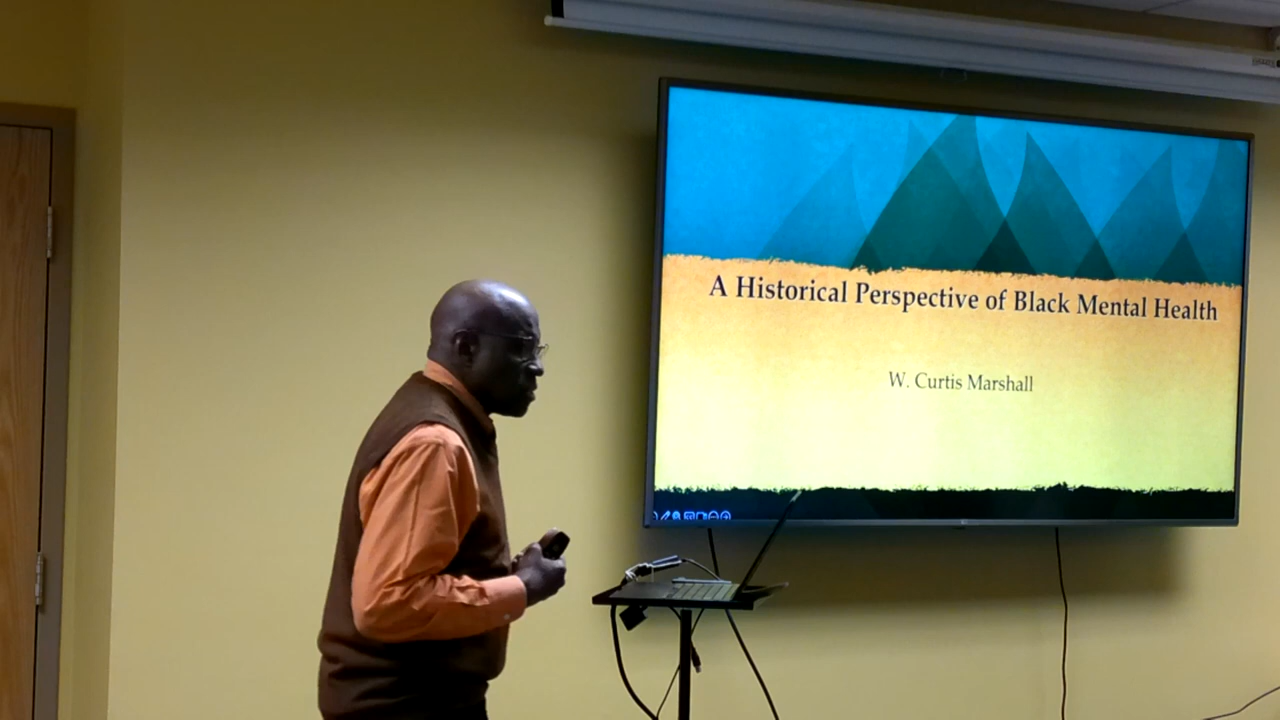 A Historical Perspective of Black Mental Health
W. Curtis Marshall